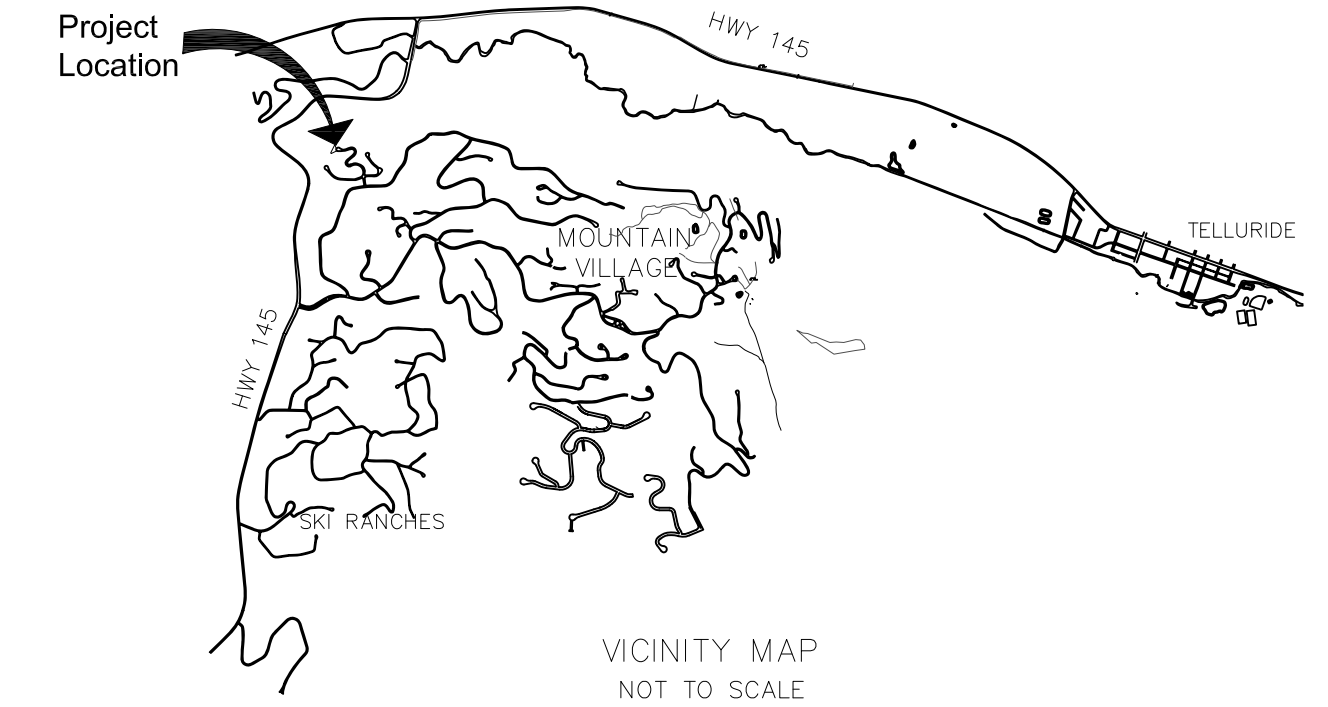 Project
Location
HWY 145
TELLURIDE
MOUNTAIN
VILLAGE
HWY 145
SKI RANCHES
VICINITY MAP
NOT TO SCALE